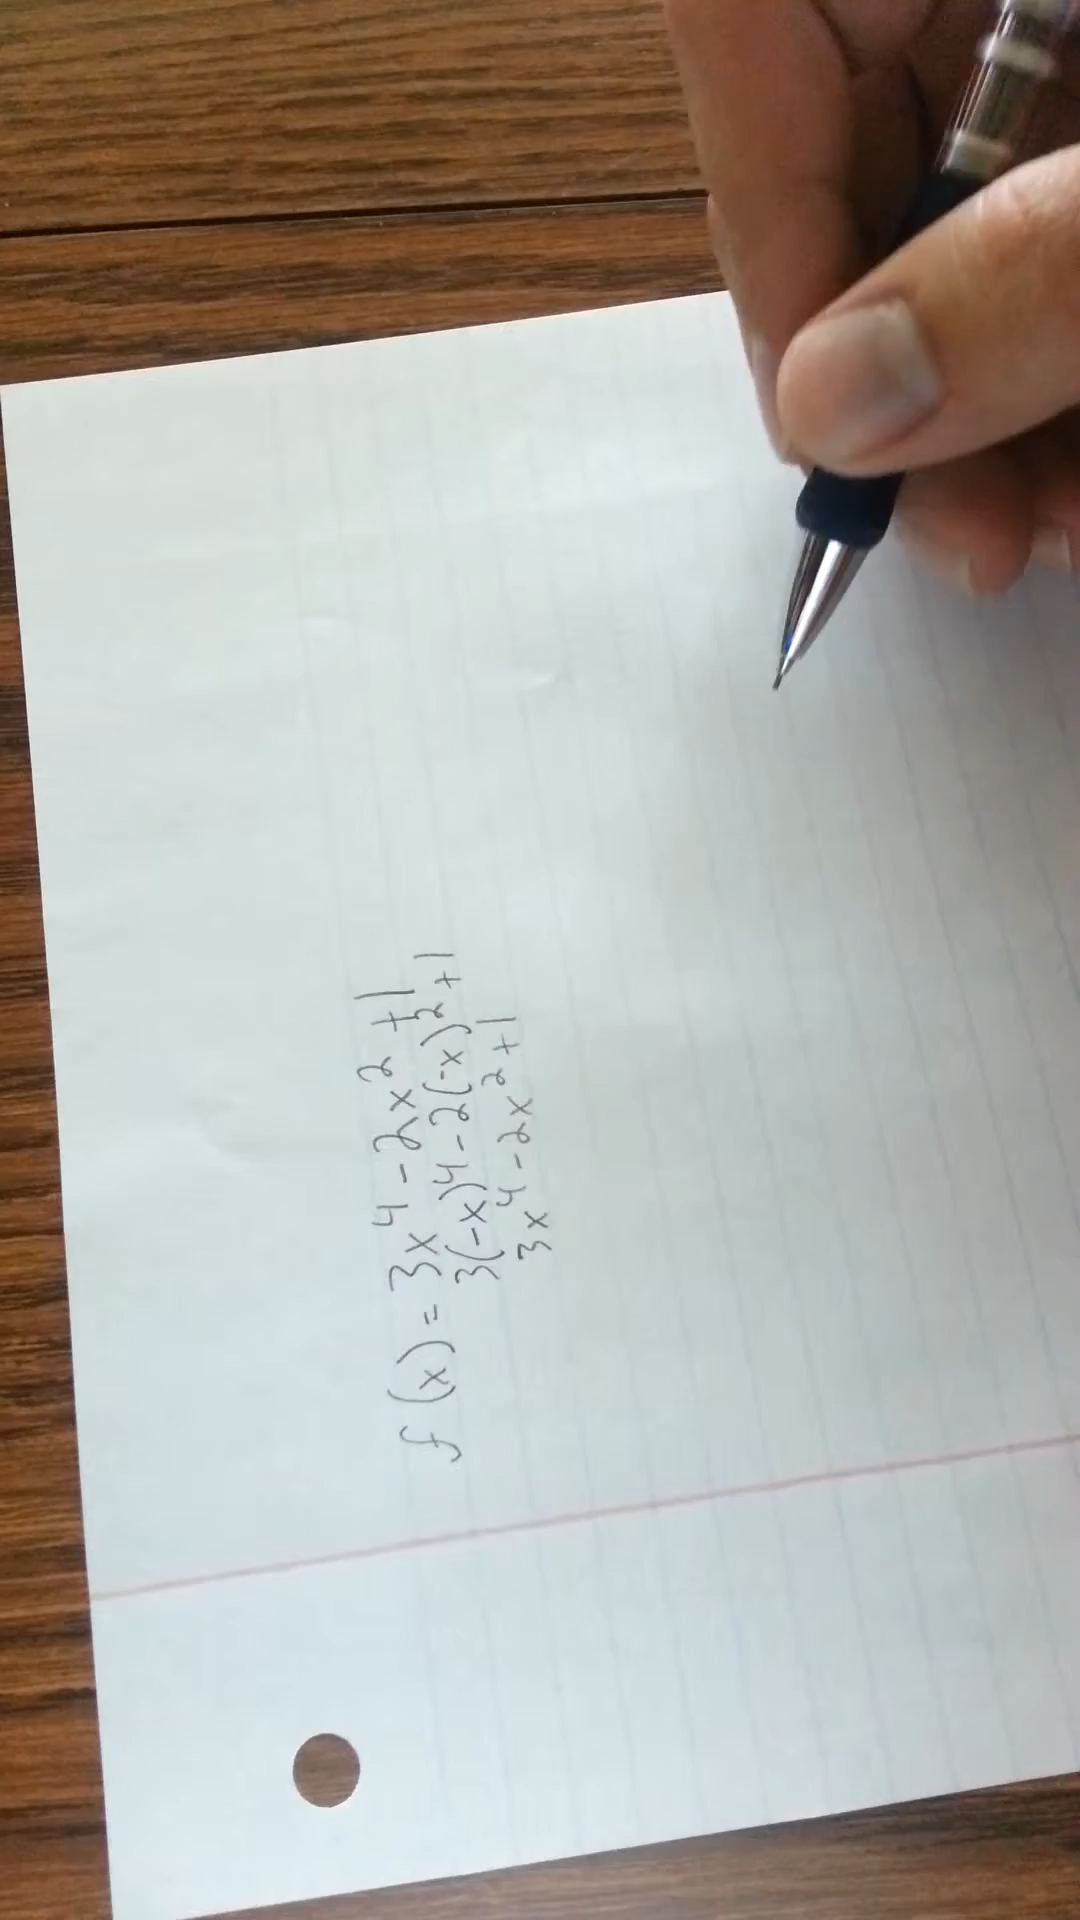 f(x) = 3x⁴ - 2x² + 1
3(-x)⁴ - 2(-x)² + 1
3x⁴ - 2x² + 1